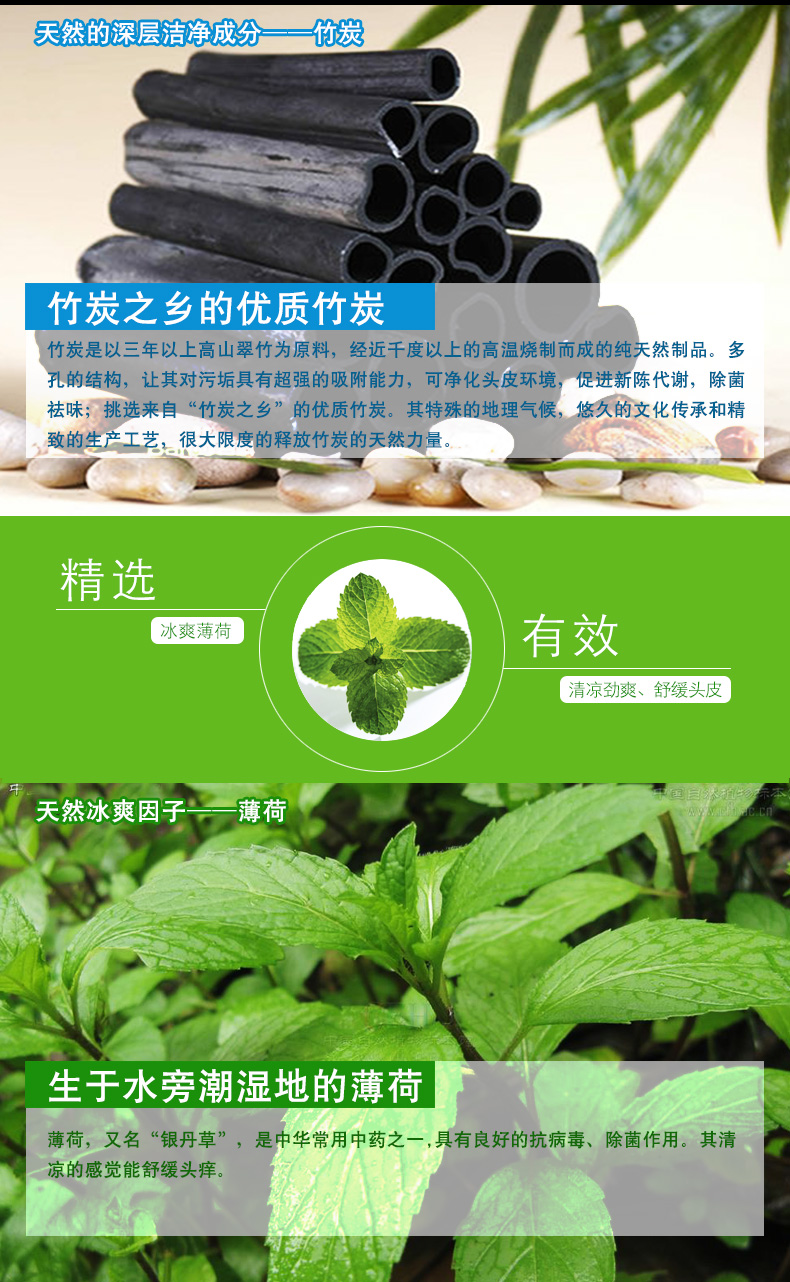 天然的深层洁净成分——竹炭
竹炭之乡的优质竹炭
竹炭是以三年以上高山翠竹为原料，经近千度以上的高温烧制而成的纯天然制品。多
孔的结构，让其对污垢具有超强的吸附能力，可净化头皮环境，促进新陈代谢，除菌
祛味；挑选来自“竹炭之乡”的优质竹炭。其特殊的地理气候，悠久的文化传承和精
致的生产工艺，很大限度的释放竹炭的天然力量。
精选
冰爽薄荷
有效
清凉劲爽、舒缓头皮
天然冰爽因子——薄荷
生于水旁潮湿地的薄荷
薄荷，又名“银丹草”，是中华常用中药之一,具有良好的抗病毒、除菌作用。其清
凉的感觉能舒缓头痒。